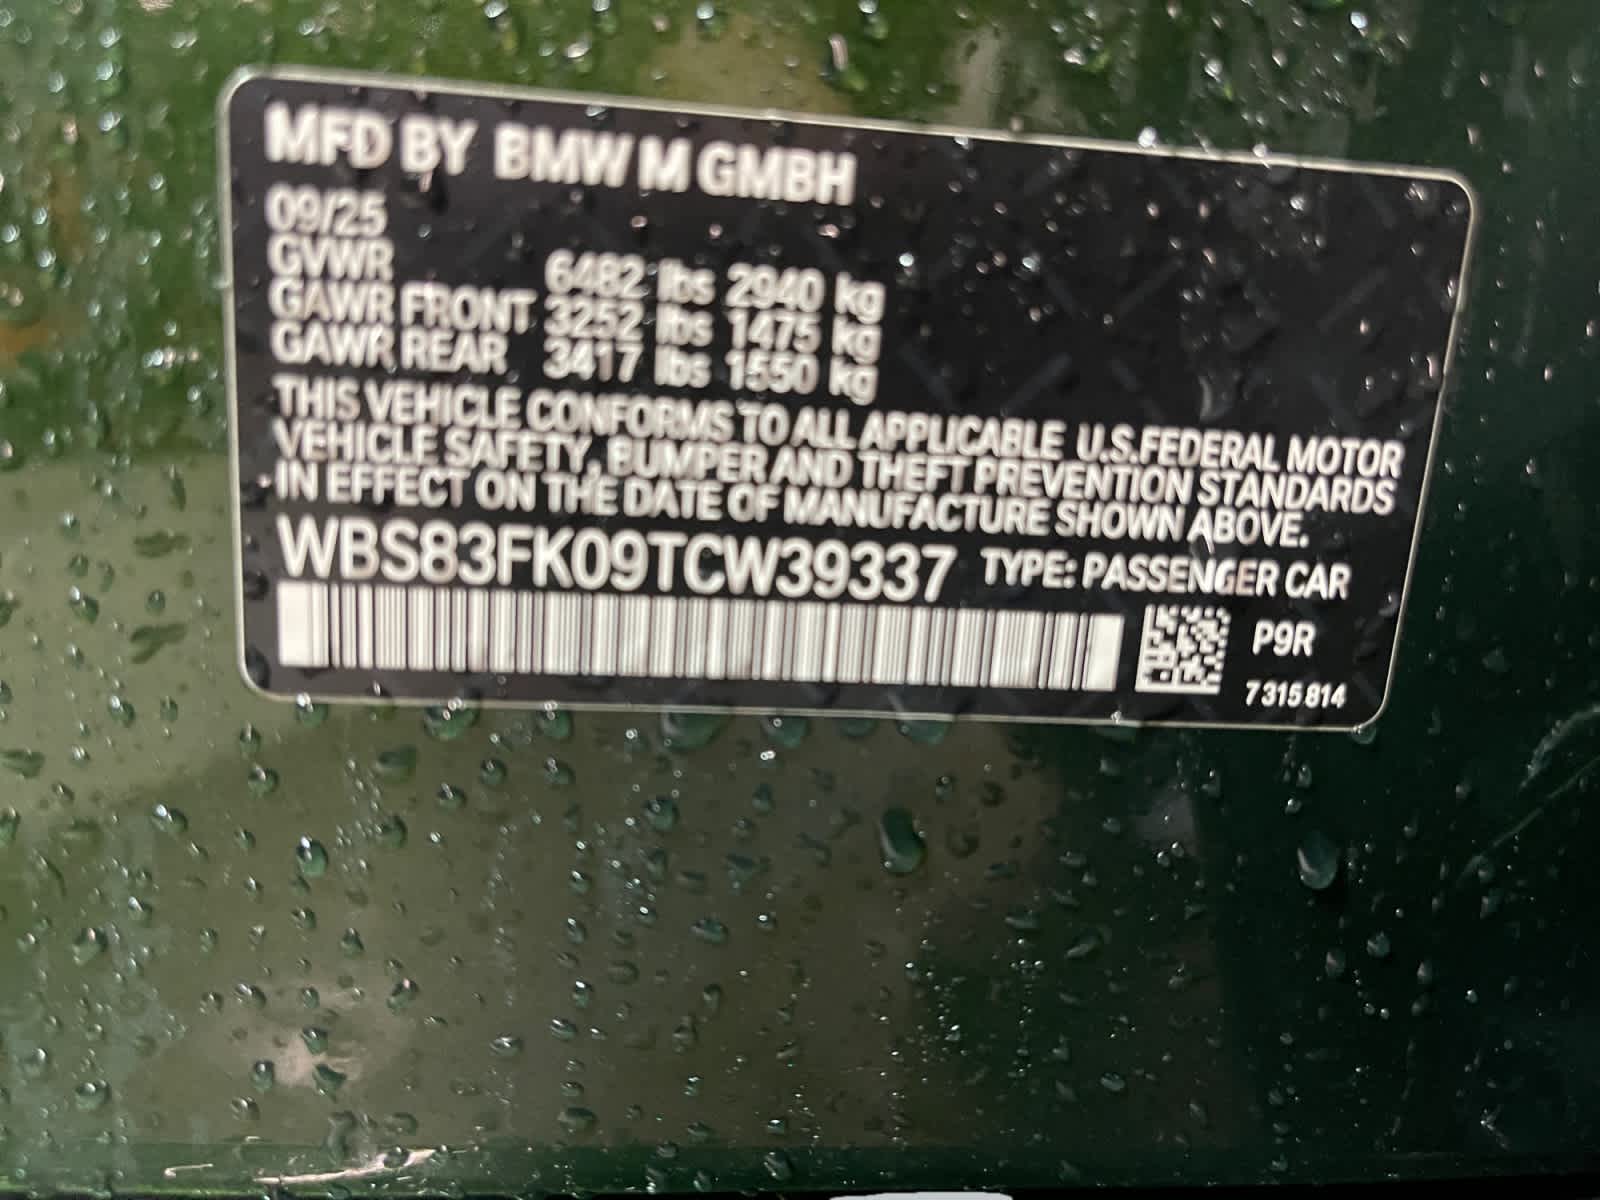 MFD BY BMW M GMBH
09/25
GVWR 6482 lbs 2940 kg
GAWR FRONT 3252 lbs 1475 kg
GAWR REAR 3417 lbs 1550 kg
THIS VEHICLE CONFORMS TO ALL APPLICABLE U.S.FEDERAL MOTOR
VEHICLE SAFETY, BUMPER AND THEFT PREVENTION STANDARDS
IN EFFECT ON THE DATE OF MANUFACTURE SHOWN ABOVE.
WBS83FK09TCW39337 TYPE: PASSENGER CAR
P9R
7 315 814